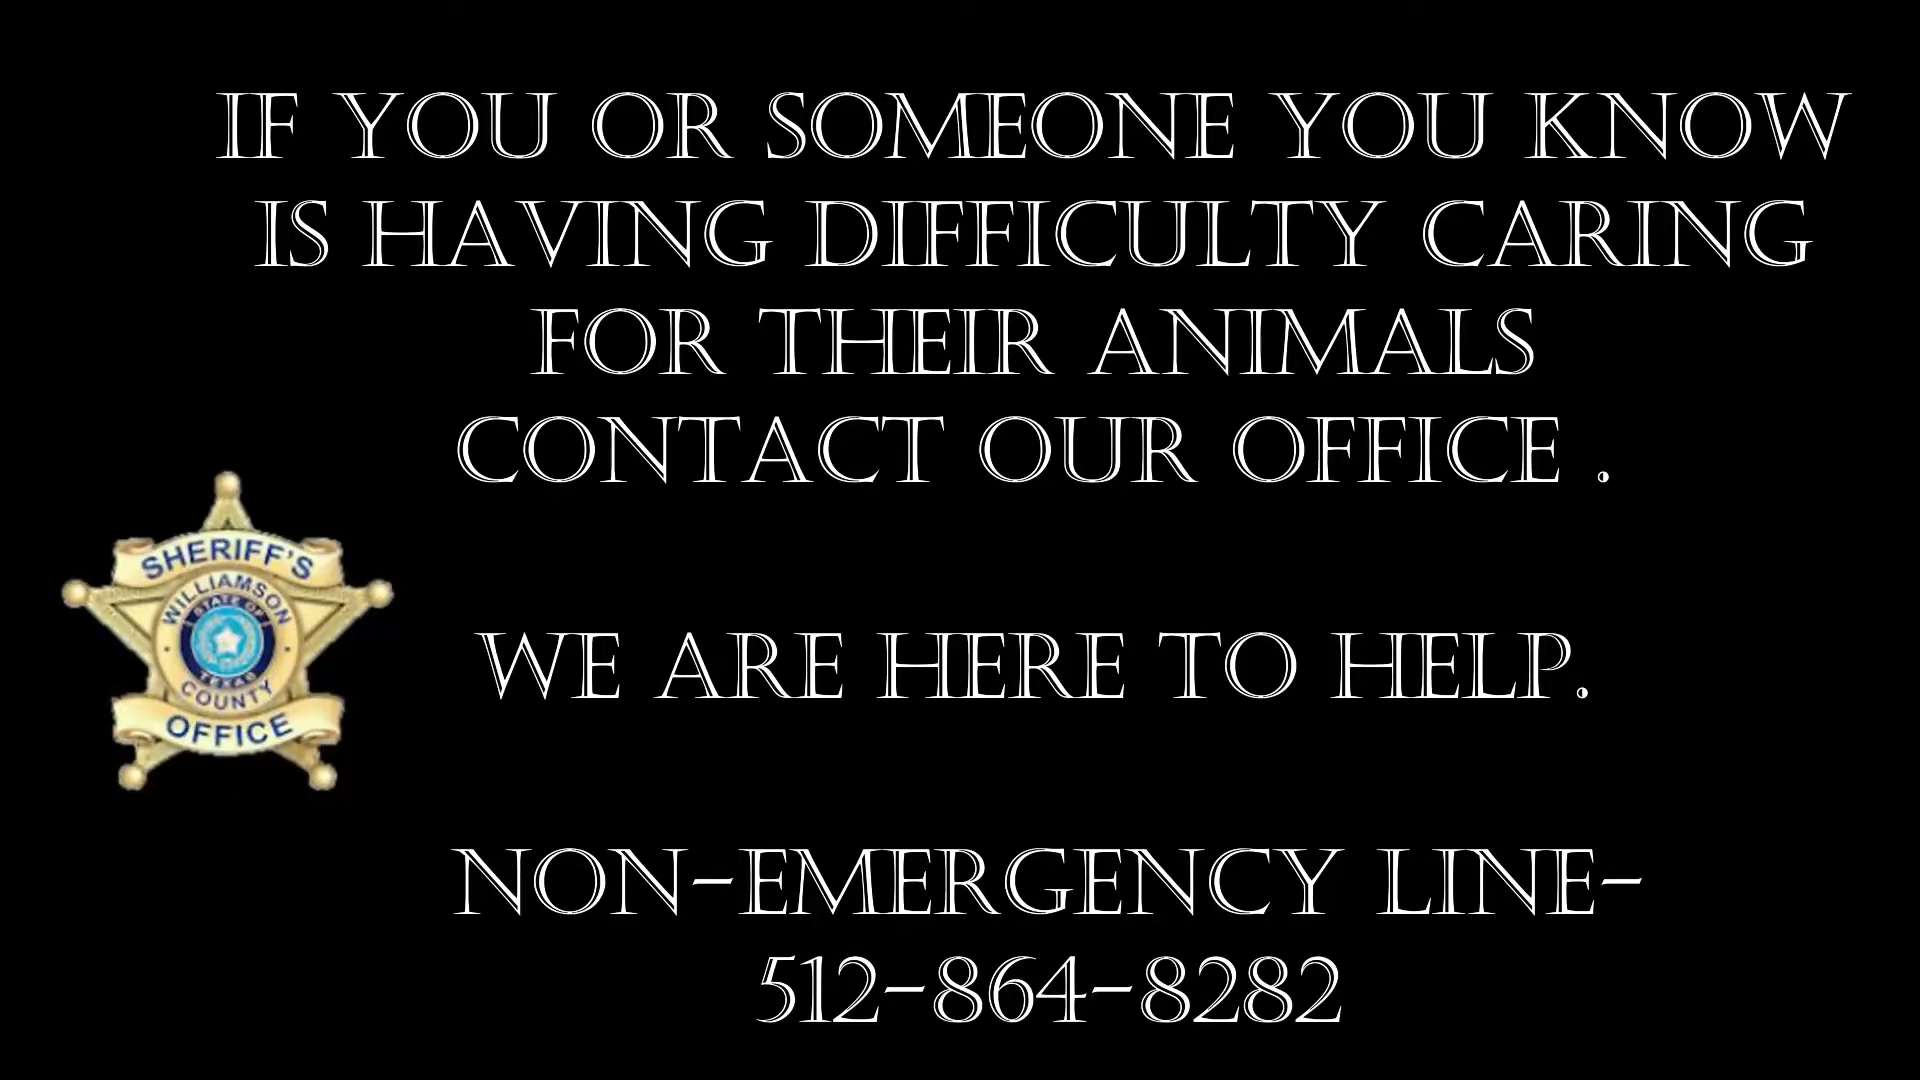 IF YOU OR SOMEONE YOU KNOW
IS HAVING DIFFICULTY CARING
FOR THEIR ANIMALS
CONTACT OUR OFFICE .
SHERIFF'S
WILLIAMSON
STATE OF
TEXAS
COUNTY
OFFICE
WE ARE HERE TO HELP.
NON-EMERGENCY LINE-
512-864-8282